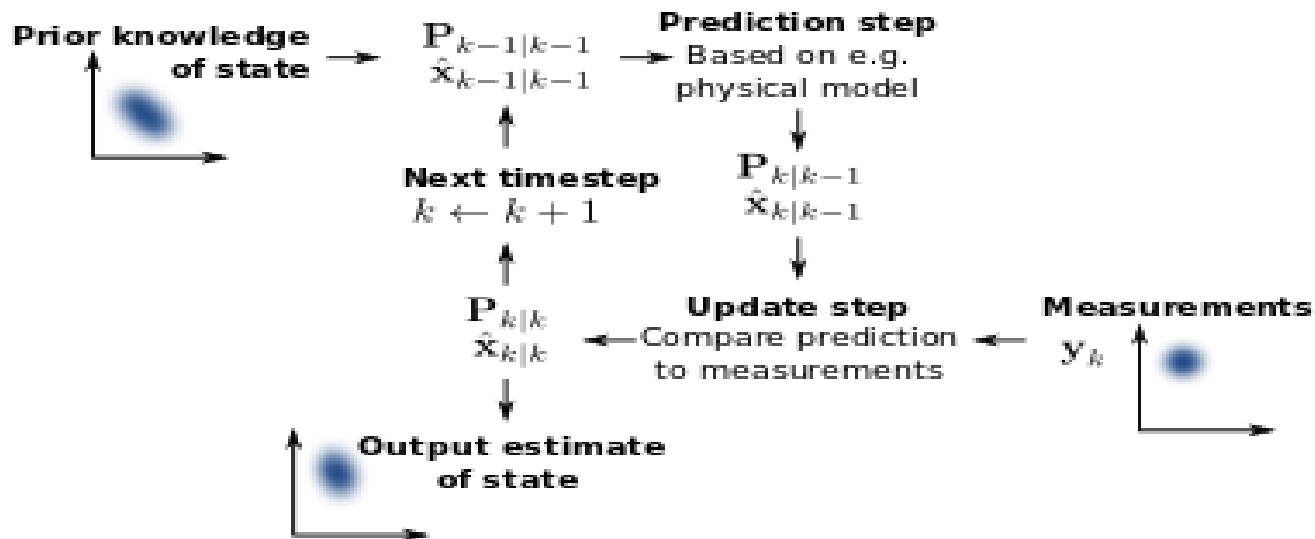 Prior knowledge
of state
P_{k−1|k−1}
x̂_{k−1|k−1}
Prediction step
Based on e.g.
physical model
P_{k|k−1}
x̂_{k|k−1}
Next timestep
k ← k + 1
P_{k|k}
x̂_{k|k}
Update step
Compare prediction
to measurements
Measurements
y_k
Output estimate
of state